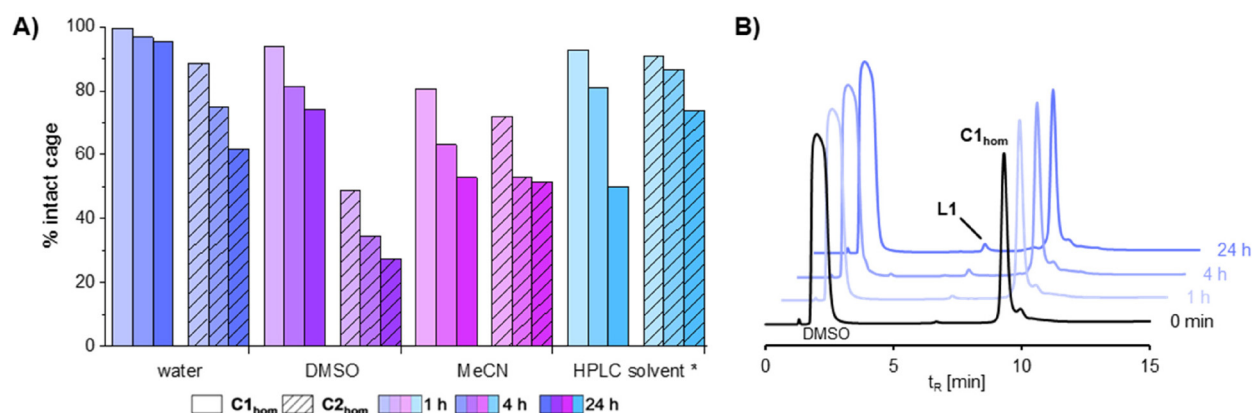 A)
100
80
60
40
20
0
% intact cage
water DMSO MeCN HPLC solvent *
C1hom C2hom 1 h 4 h 24 h
B)
C1hom
L1
24 h
4 h
1 h
0 min
DMSO
0 5 10 15
tR [min]